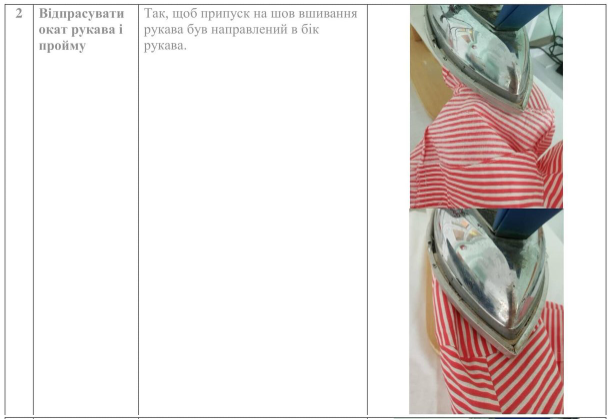 2
Відпрасувати
окат рукава і
пройму
Так, щоб припуск на шов вшивання
рукава був направлений в бік
рукава.